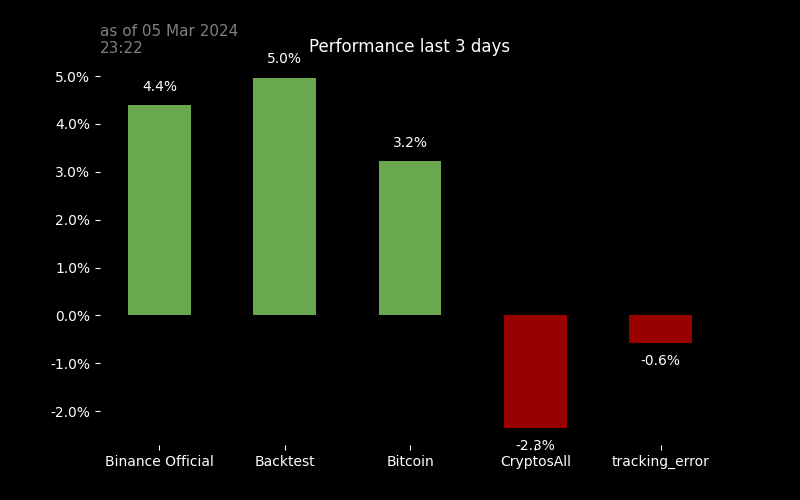 as of 05 Mar 2024
23:22
Performance last 3 days
5.0%
4.0%
3.0%
2.0%
1.0%
0.0%
-1.0%
-2.0%
4.4%
5.0%
3.2%
-2.3%
-0.6%
Binance Official
Backtest
Bitcoin
CryptosAll
tracking_error